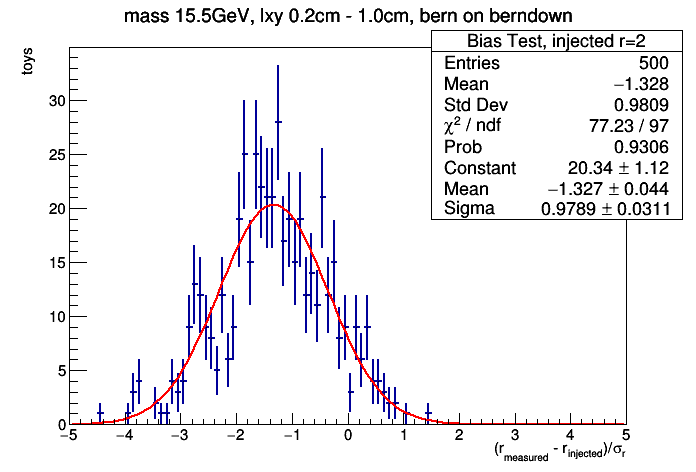 mass 15.5GeV, lxy 0.2cm - 1.0cm, bern on berndown
Bias Test, injected r=2
Entries 500
Mean −1.328
Std Dev 0.9809
χ² / ndf 77.23 / 97
Prob 0.9306
Constant 20.34 ± 1.12
Mean −1.327 ± 0.044
Sigma 0.9789 ± 0.0311
toys
30
25
20
15
10
5
0
−5 −4 −3 −2 −1 0 1 2 3 4 5
(r_measured - r_injected)/σ_r